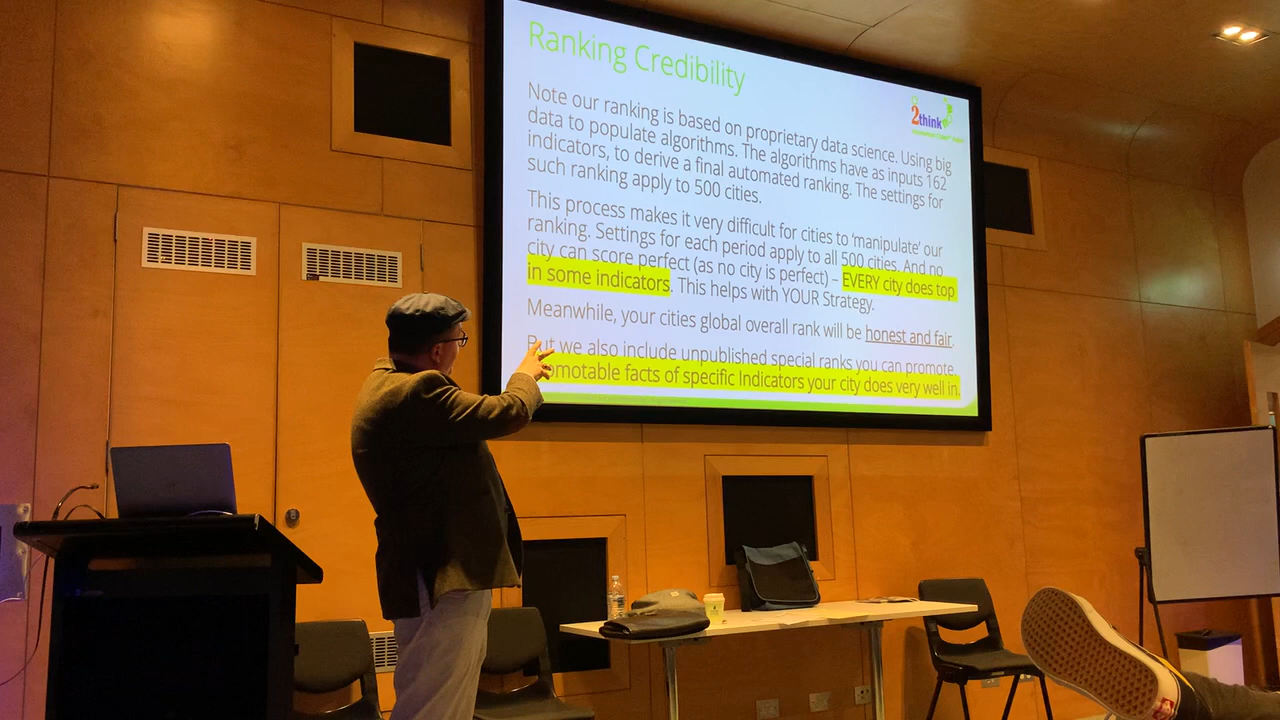 Ranking Credibility
2think
Note our ranking is based on proprietary data science. Using big
data to populate algorithms. The algorithms have as inputs 162
indicators, to derive a final automated ranking. The settings for
such ranking apply to 500 cities.
This process makes it very difficult for cities to ‘manipulate’ our
ranking. Settings for each period apply to all 500 cities. And no
city can score perfect (as no city is perfect) – EVERY city does top
in some indicators. This helps with YOUR Strategy.
Meanwhile, your cities global overall rank will be honest and fair.
But we also include unpublished special ranks you can promote.
facts of specific Indicators your city does very well in.